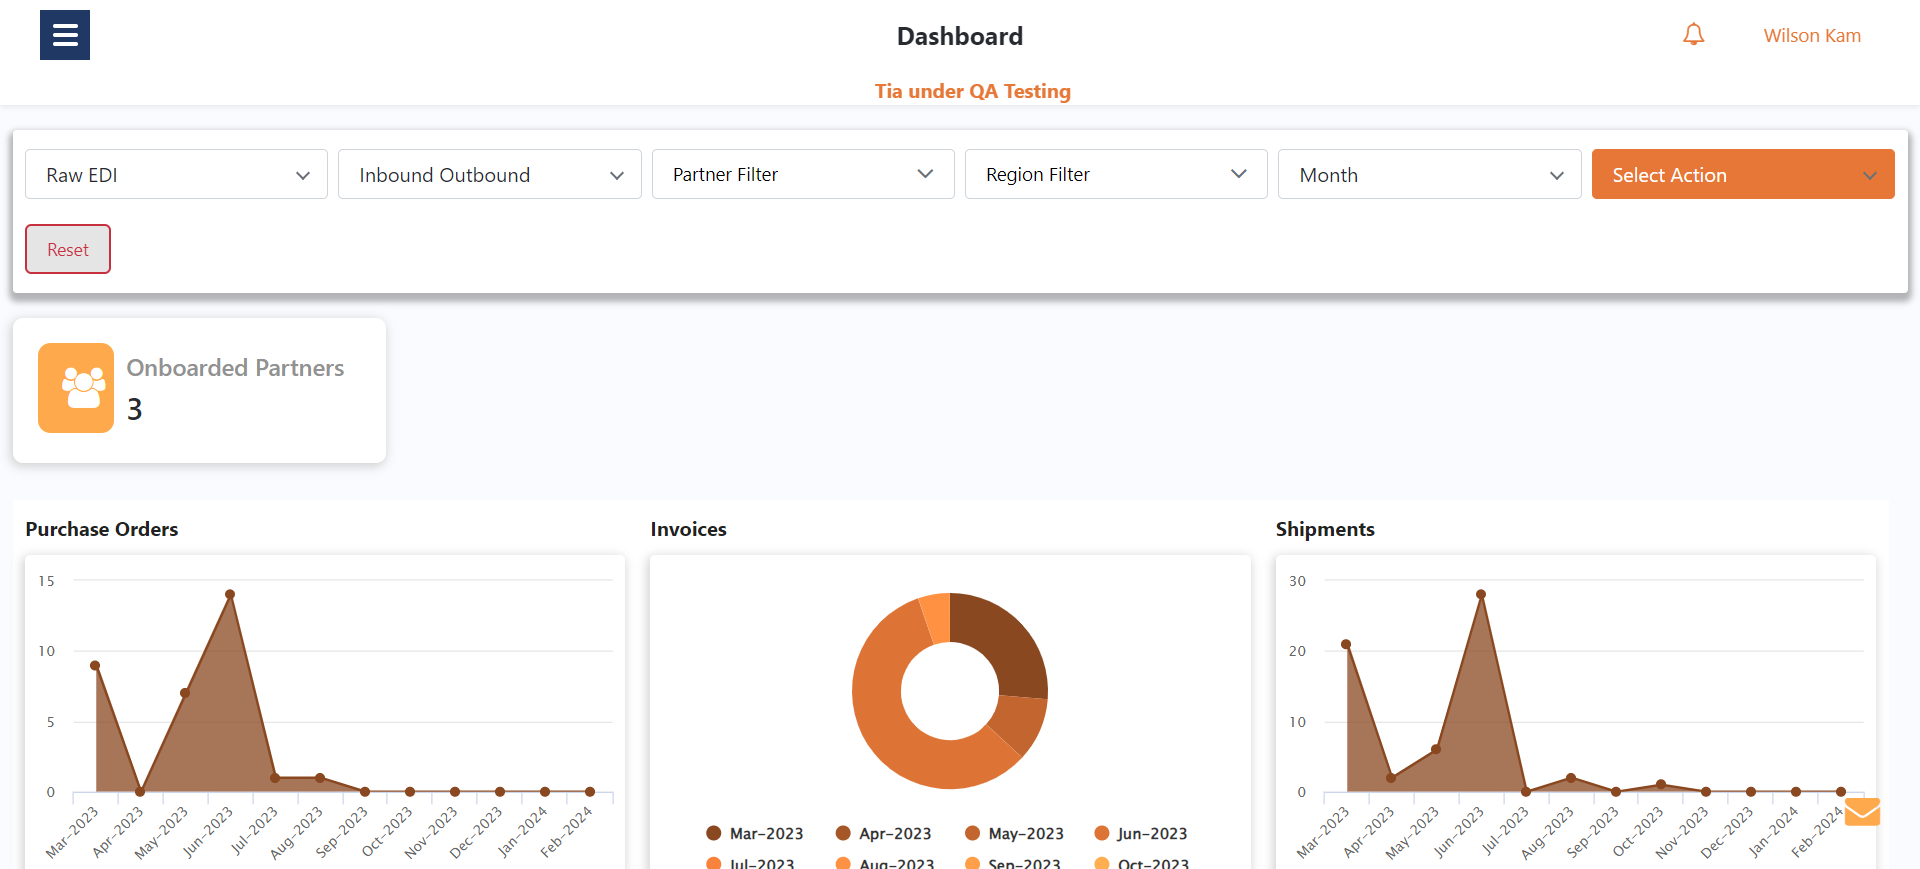 Dashboard
Wilson Kam
Tia under QA Testing
Raw EDI
Inbound Outbound
Partner Filter
Region Filter
Month
Select Action
Reset
Onboarded Partners
3
Purchase Orders
15
10
5
0
Mar-2023
Apr-2023
May-2023
Jun-2023
Jul-2023
Aug-2023
Sep-2023
Oct-2023
Nov-2023
Dec-2023
Jan-2024
Feb-2024
Invoices
Mar-2023 Apr-2023 May-2023 Jun-2023
Jul-2023 Aug-2023 Sep-2023 Oct-2023
Shipments
30
20
10
0
Mar-2023
Apr-2023
May-2023
Jun-2023
Jul-2023
Aug-2023
Sep-2023
Oct-2023
Nov-2023
Dec-2023
Jan-2024
Feb-2024